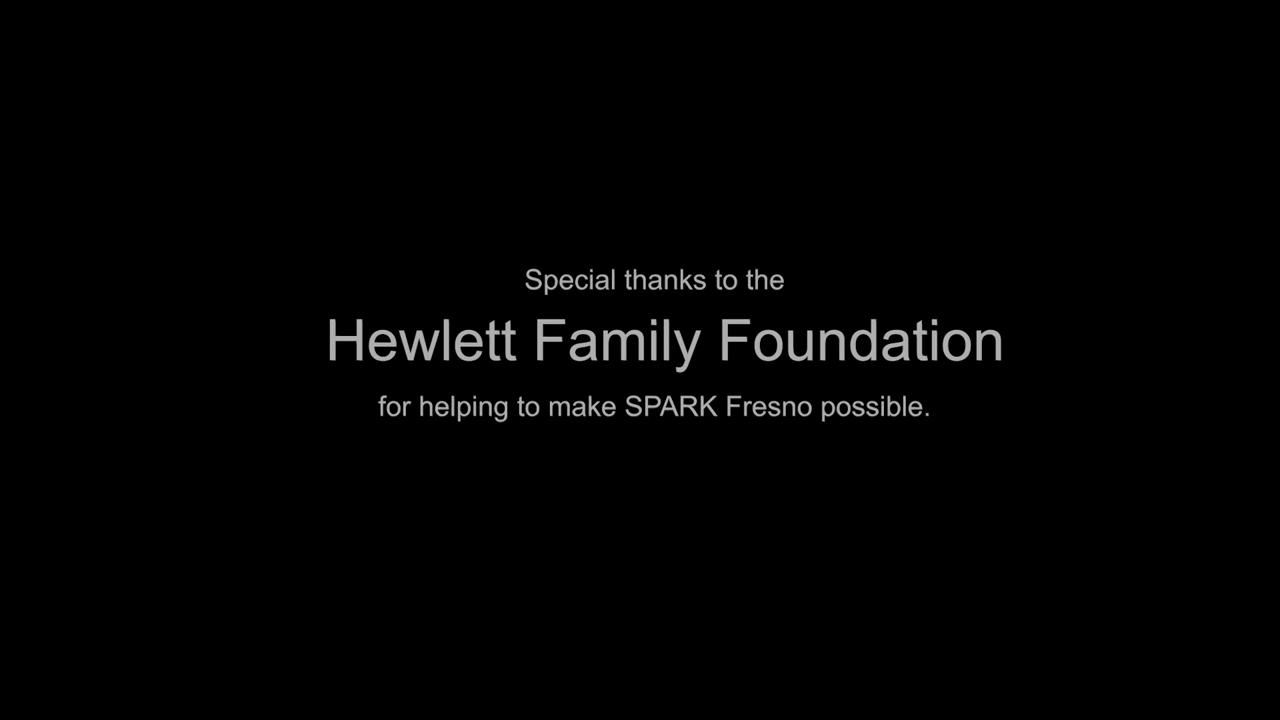 Special thanks to the
Hewlett Family Foundation
for helping to make SPARK Fresno possible.